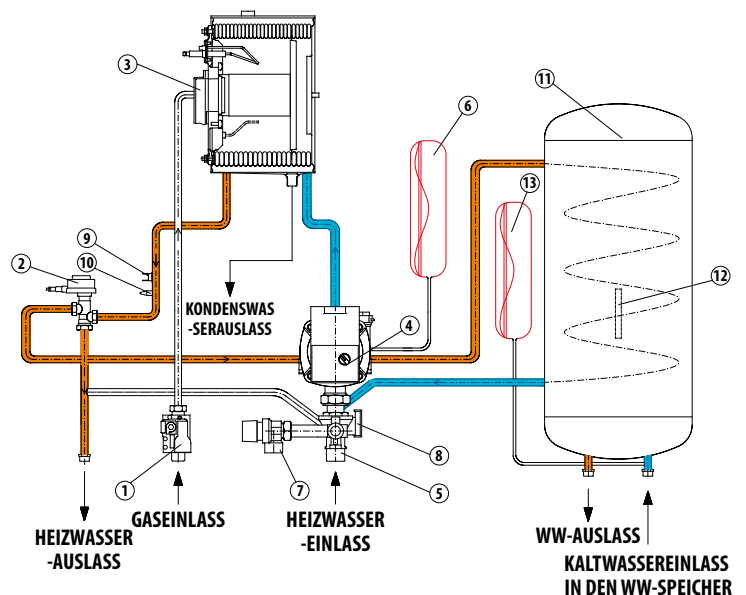 11
3
6
13
9
2
10
12
KONDENSWAS
-SERAUSLASS
4
8
1
7
5
GASEINLASS
HEIZWASSER
-EINLASS
HEIZWASSER
-AUSLASS
WW-AUSLASS
KALTWASSEREINLASS
IN DEN WW-SPEICHER